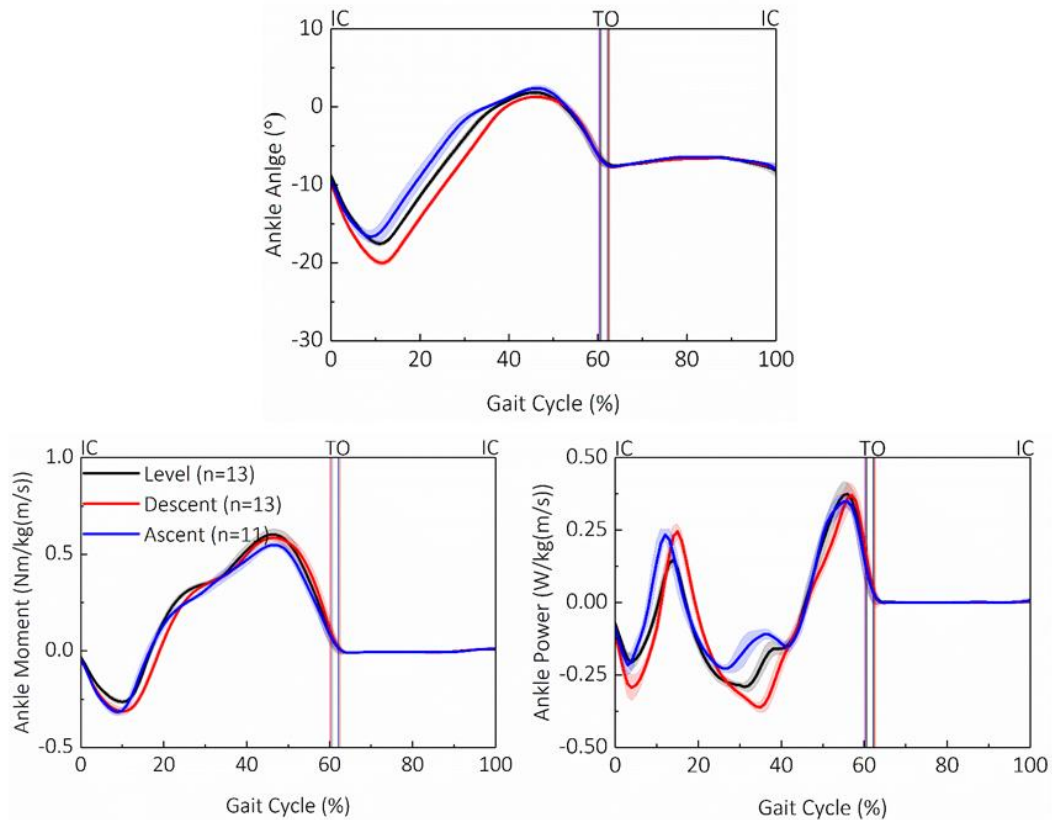 IC TO IC
10
0
-10
-20
-30
Ankle Anlge (°)
0 20 40 60 80 100
Gait Cycle (%)
IC TO IC
1.0
0.5
0.0
-0.5
Ankle Moment (Nm/kg(m/s))
Level (n=13)
Descent (n=13)
Ascent (n=11)
0 20 40 60 80 100
Gait Cycle (%)
IC TO IC
0.50
0.25
0.00
-0.25
-0.50
Ankle Power (W/kg(m/s))
0 20 40 60 80 100
Gait Cycle (%)